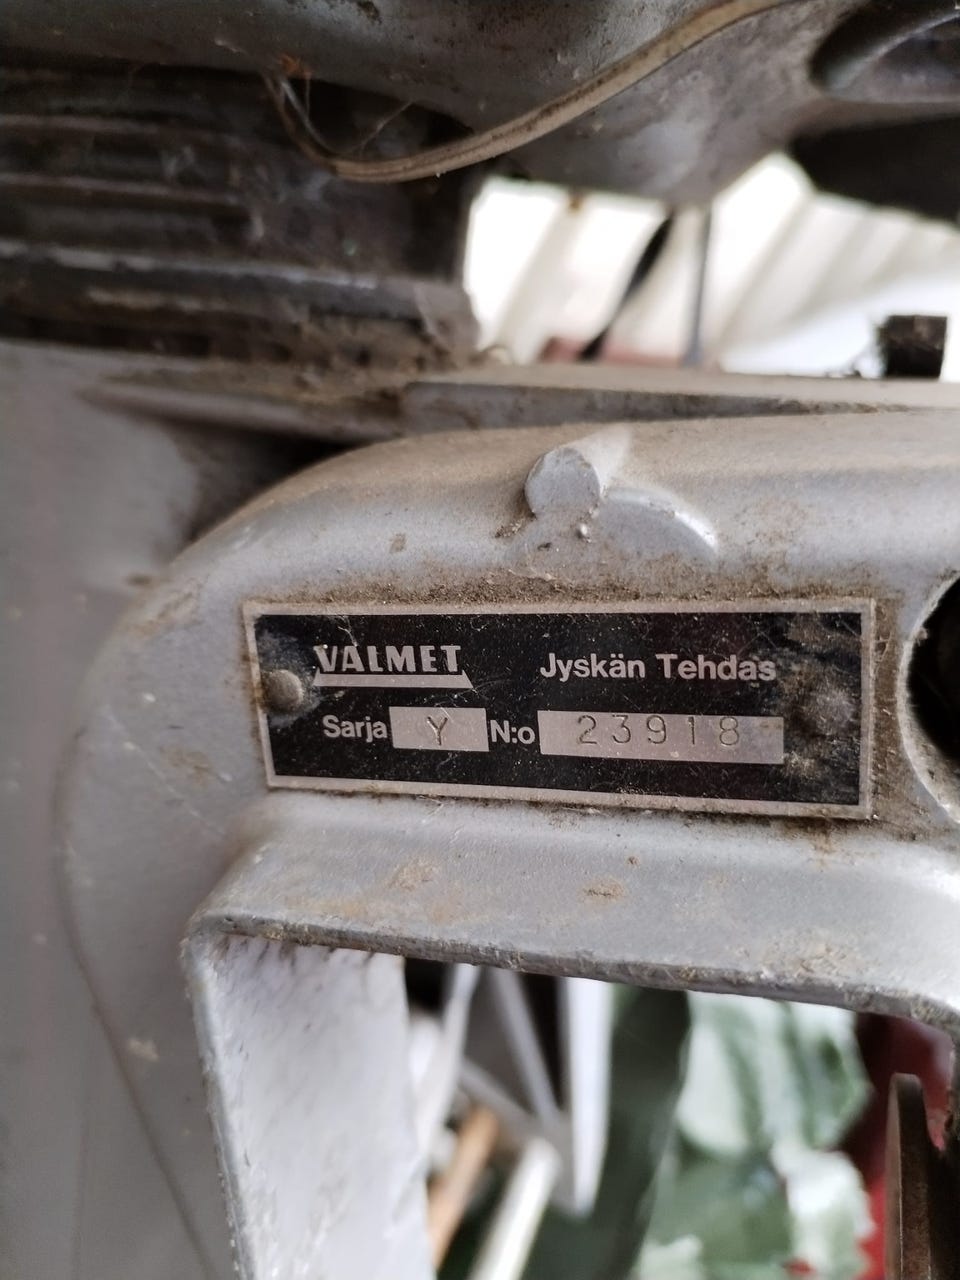 VALMET Jyskän Tehdas
Sarja Y N:o 23918